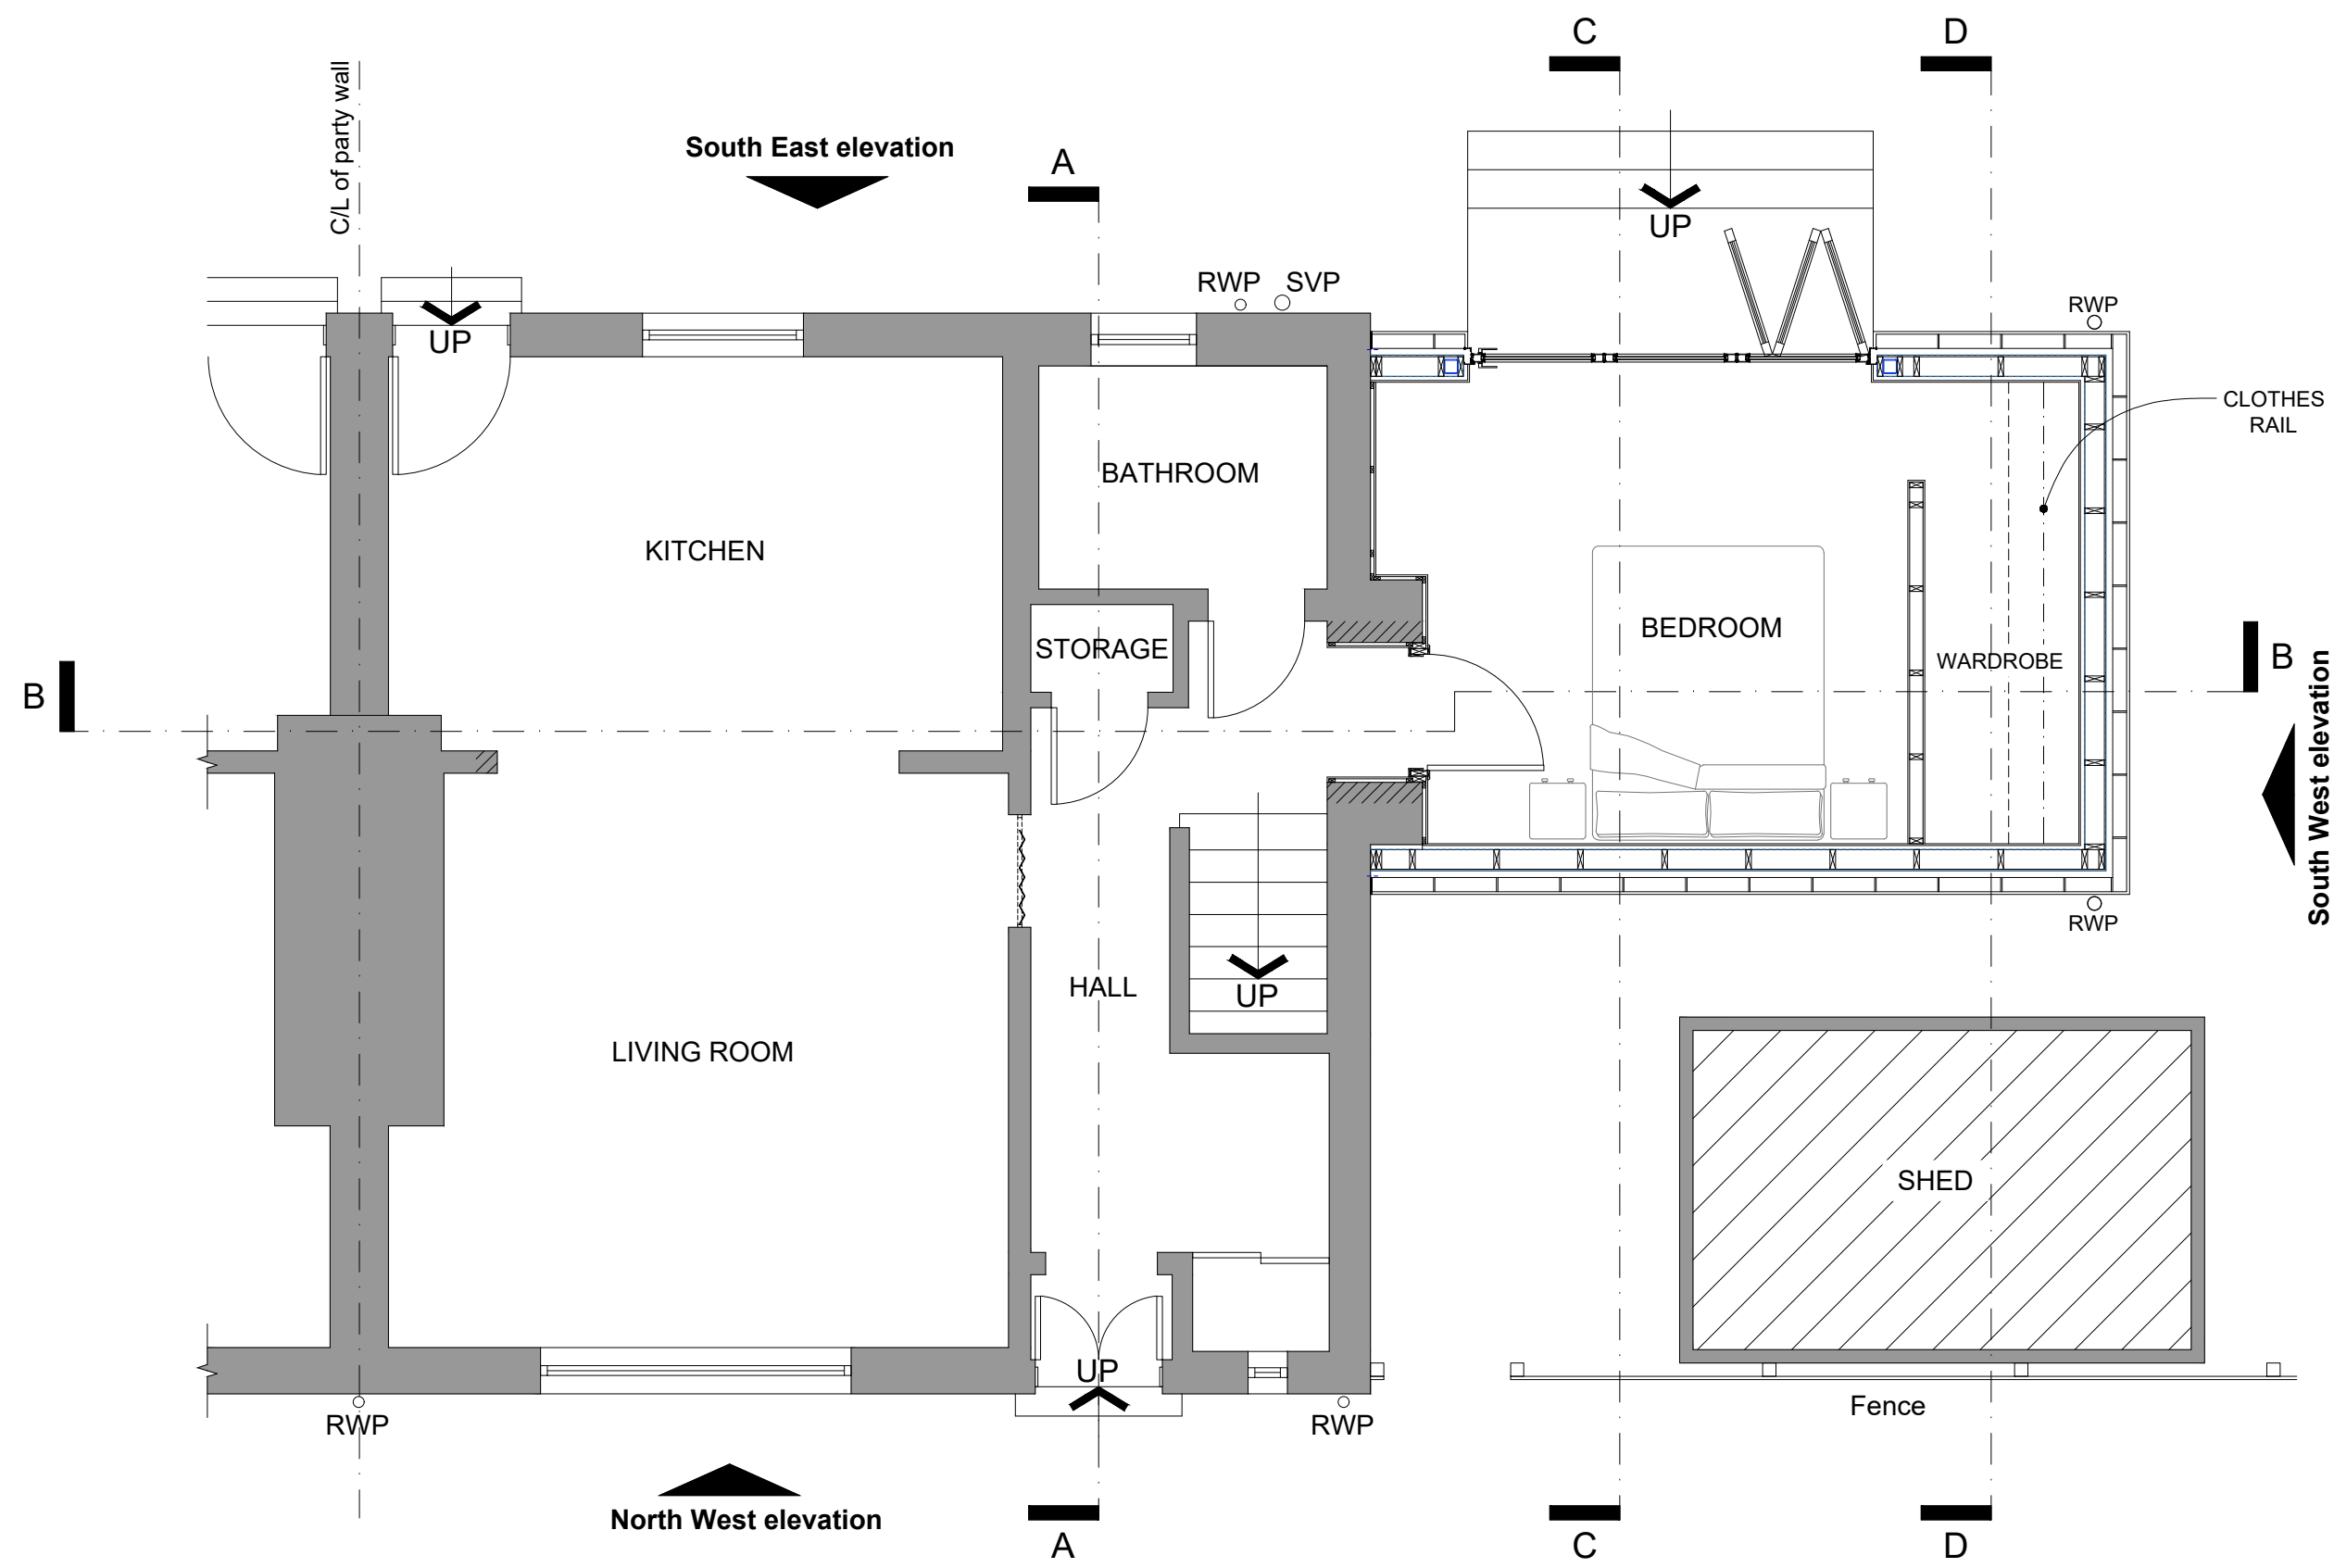 C
D
C/L of party wall
South East elevation
A
UP
RWP
SVP
RWP
UP
CLOTHES
RAIL
BATHROOM
KITCHEN
BEDROOM
STORAGE
WARDROBE
B
B
South West elevation
RWP
HALL
UP
LIVING ROOM
SHED
UP
Fence
RWP
RWP
North West elevation
A
C
D